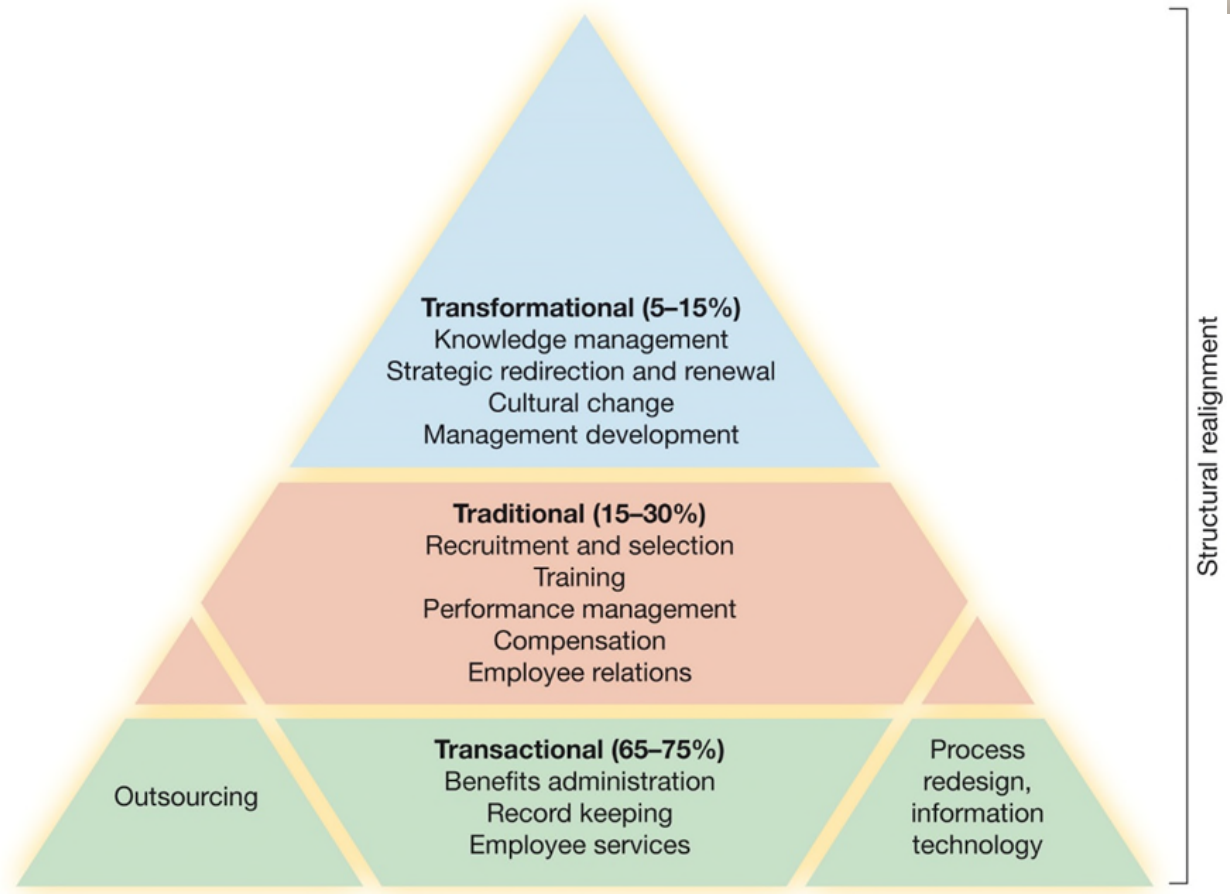 Transformational (5–15%)
Knowledge management
Strategic redirection and renewal
Cultural change
Management development
Traditional (15–30%)
Recruitment and selection
Training
Performance management
Compensation
Employee relations
Outsourcing
Transactional (65–75%)
Benefits administration
Record keeping
Employee services
Process
redesign,
information
technology
Structural realignment